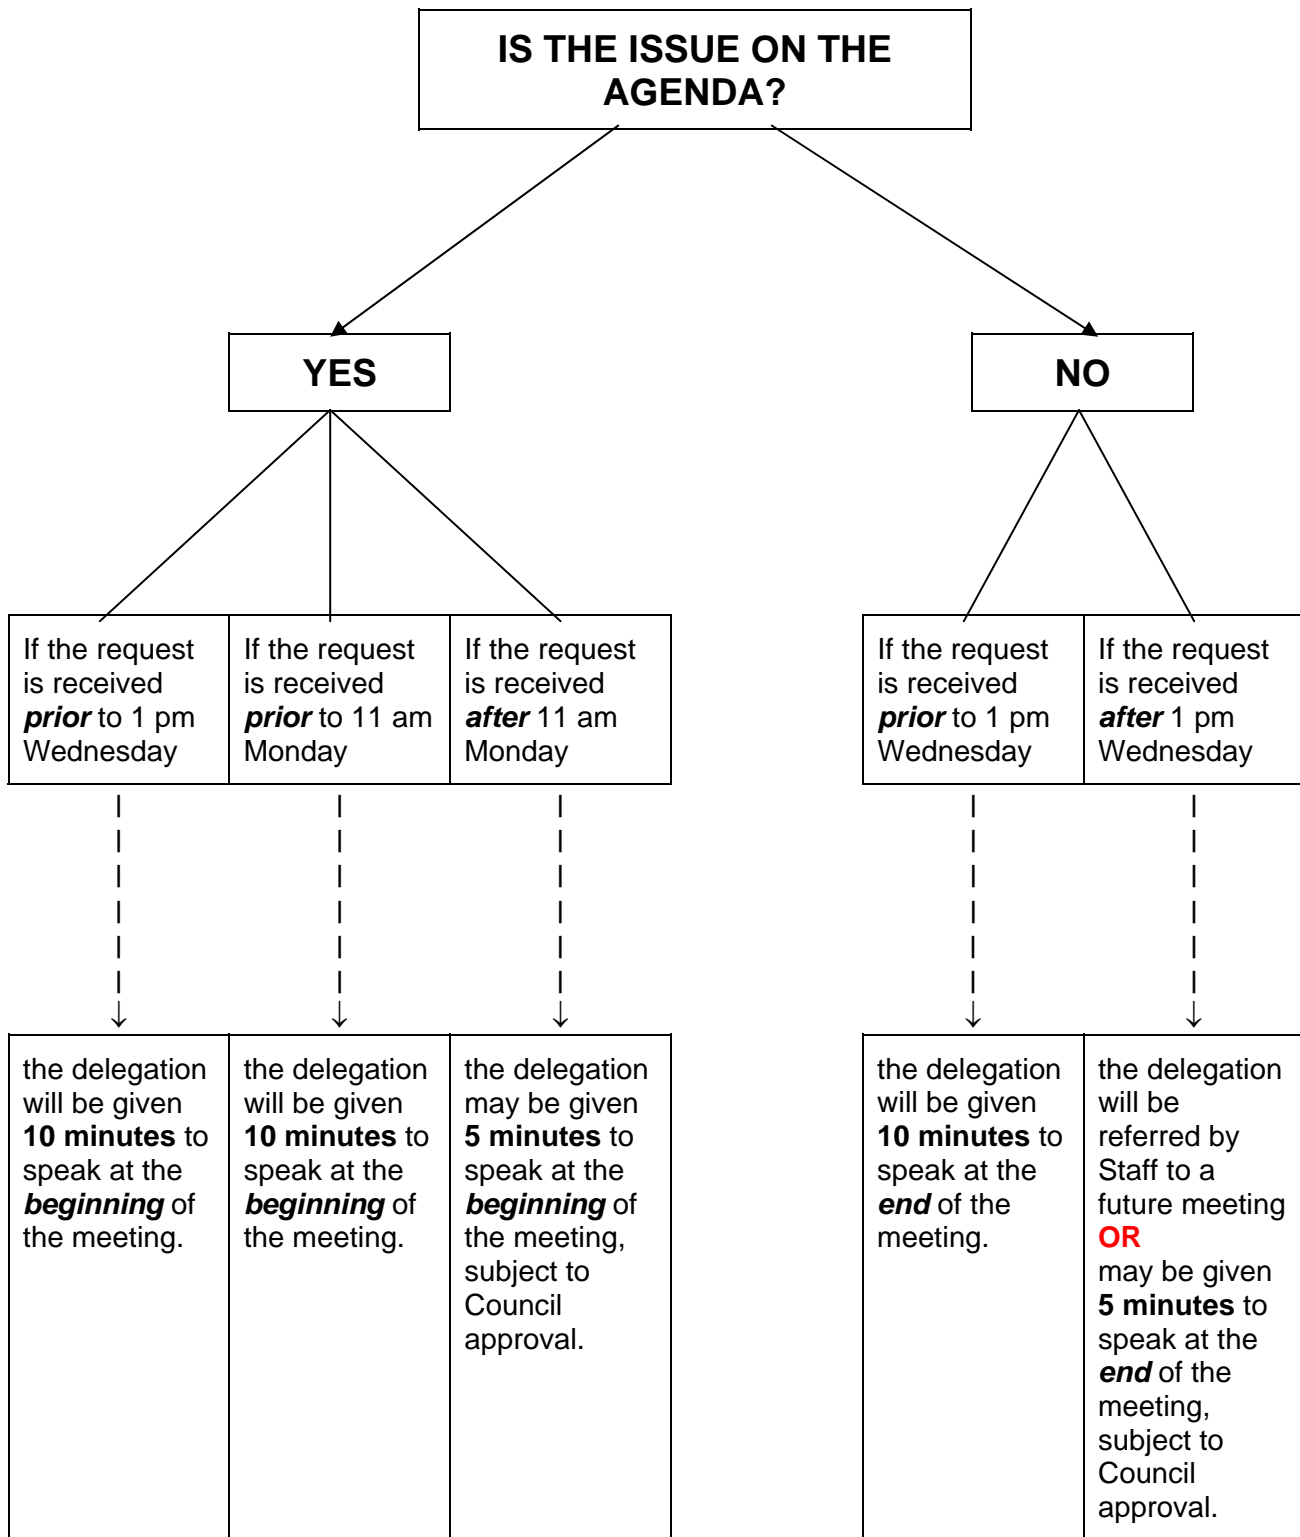 IS THE ISSUE ON THE
AGENDA?
YES
NO
If the request
is received
prior to 1 pm
Wednesday
If the request
is received
prior to 11 am
Monday
If the request
is received
after 11 am
Monday
If the request
is received
prior to 1 pm
Wednesday
If the request
is received
after 1 pm
Wednesday
the delegation
will be given
10 minutes to
speak at the
beginning of
the meeting.
the delegation
will be given
10 minutes to
speak at the
beginning of
the meeting.
the delegation
may be given
5 minutes to
speak at the
beginning of
the meeting,
subject to
Council
approval.
the delegation
will be given
10 minutes to
speak at the
end of the
meeting.
the delegation
will be
referred by
Staff to a
future meeting
OR
may be given
5 minutes to
speak at the
end of the
meeting,
subject to
Council
approval.